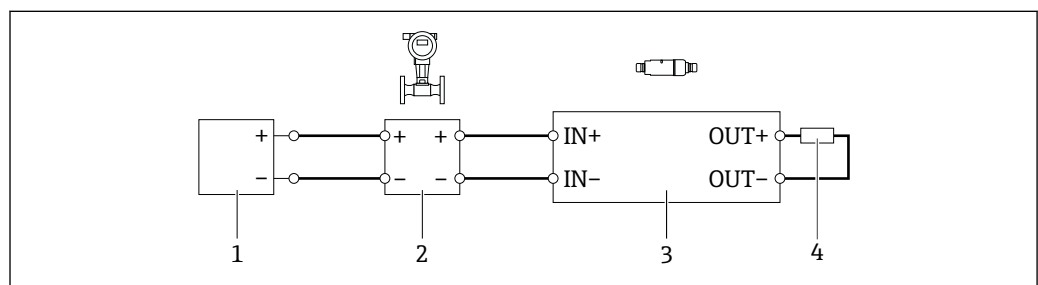 + + + IN+ OUT+
− − − IN− OUT−
1 2 3 4